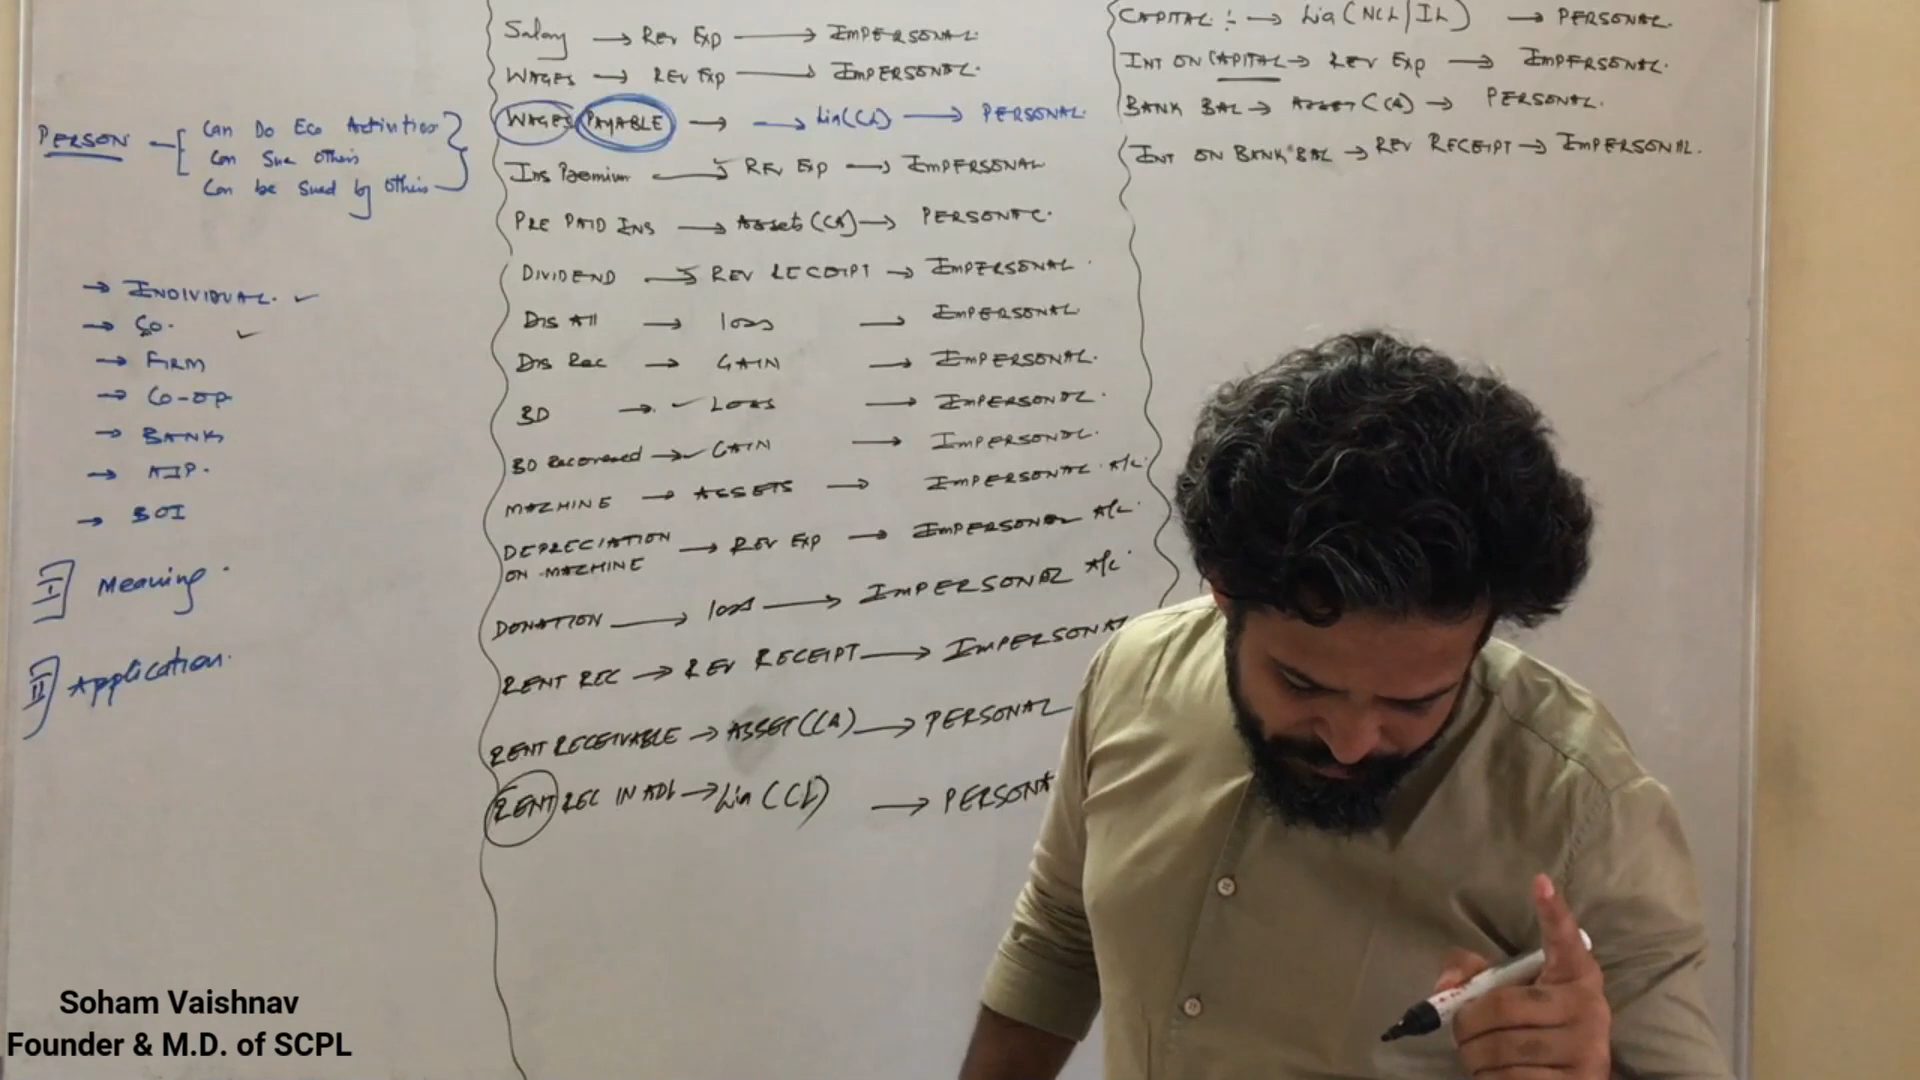 PERSON
Can Do Eco Activities
Can Sue Others
Can be Sued by Others
→ INDIVIDUAL. ✓
→ Co. ✓
→ FIRM
→ CO-OP
→ BANK
→ AJP.
→ BOI
I] Meaning.
II] Application.
Salary → Rev Exp → IMPERSONAL.
WAGES → REV EXP → IMPERSONAL.
WAGES PAYABLE → → Lia(CL) → PERSONAL.
Ins Premium → Rev Exp → IMPERSONAL
PRE PAID INS → Assets (CA) → PERSONAL.
DIVIDEND → REV RECEIPT → IMPERSONAL.
Dis All → loss → IMPERSONAL.
Dis Rec → GAIN → IMPERSONAL.
BD → ✓ Loss → IMPERSONAL.
BD Recovered → GAIN → IMPERSONAL.
MACHINE → ASSETS → IMPERSONAL A/c.
DEPRECIATION ON MACHINE → REV EXP → IMPERSONAL A/c.
DONATION → loss → IMPERSONAL A/c
RENT REC → REV RECEIPT → IMPERSONAL
RENT RECEIVABLE → ASSET (CA) → PERSONAL
RENT REC IN ADV → Lia (CL) → PERSONA
CAPITAL : → Lia (NCL/IL) → PERSONAL.
INT ON CAPITAL → REV Exp → IMPERSONAL.
BANK BAL → ASSET (CA) → PERSONAL.
INT ON BANK BAL → REV RECEIPT → IMPERSONAL.
Soham Vaishnav
Founder & M.D. of SCPL